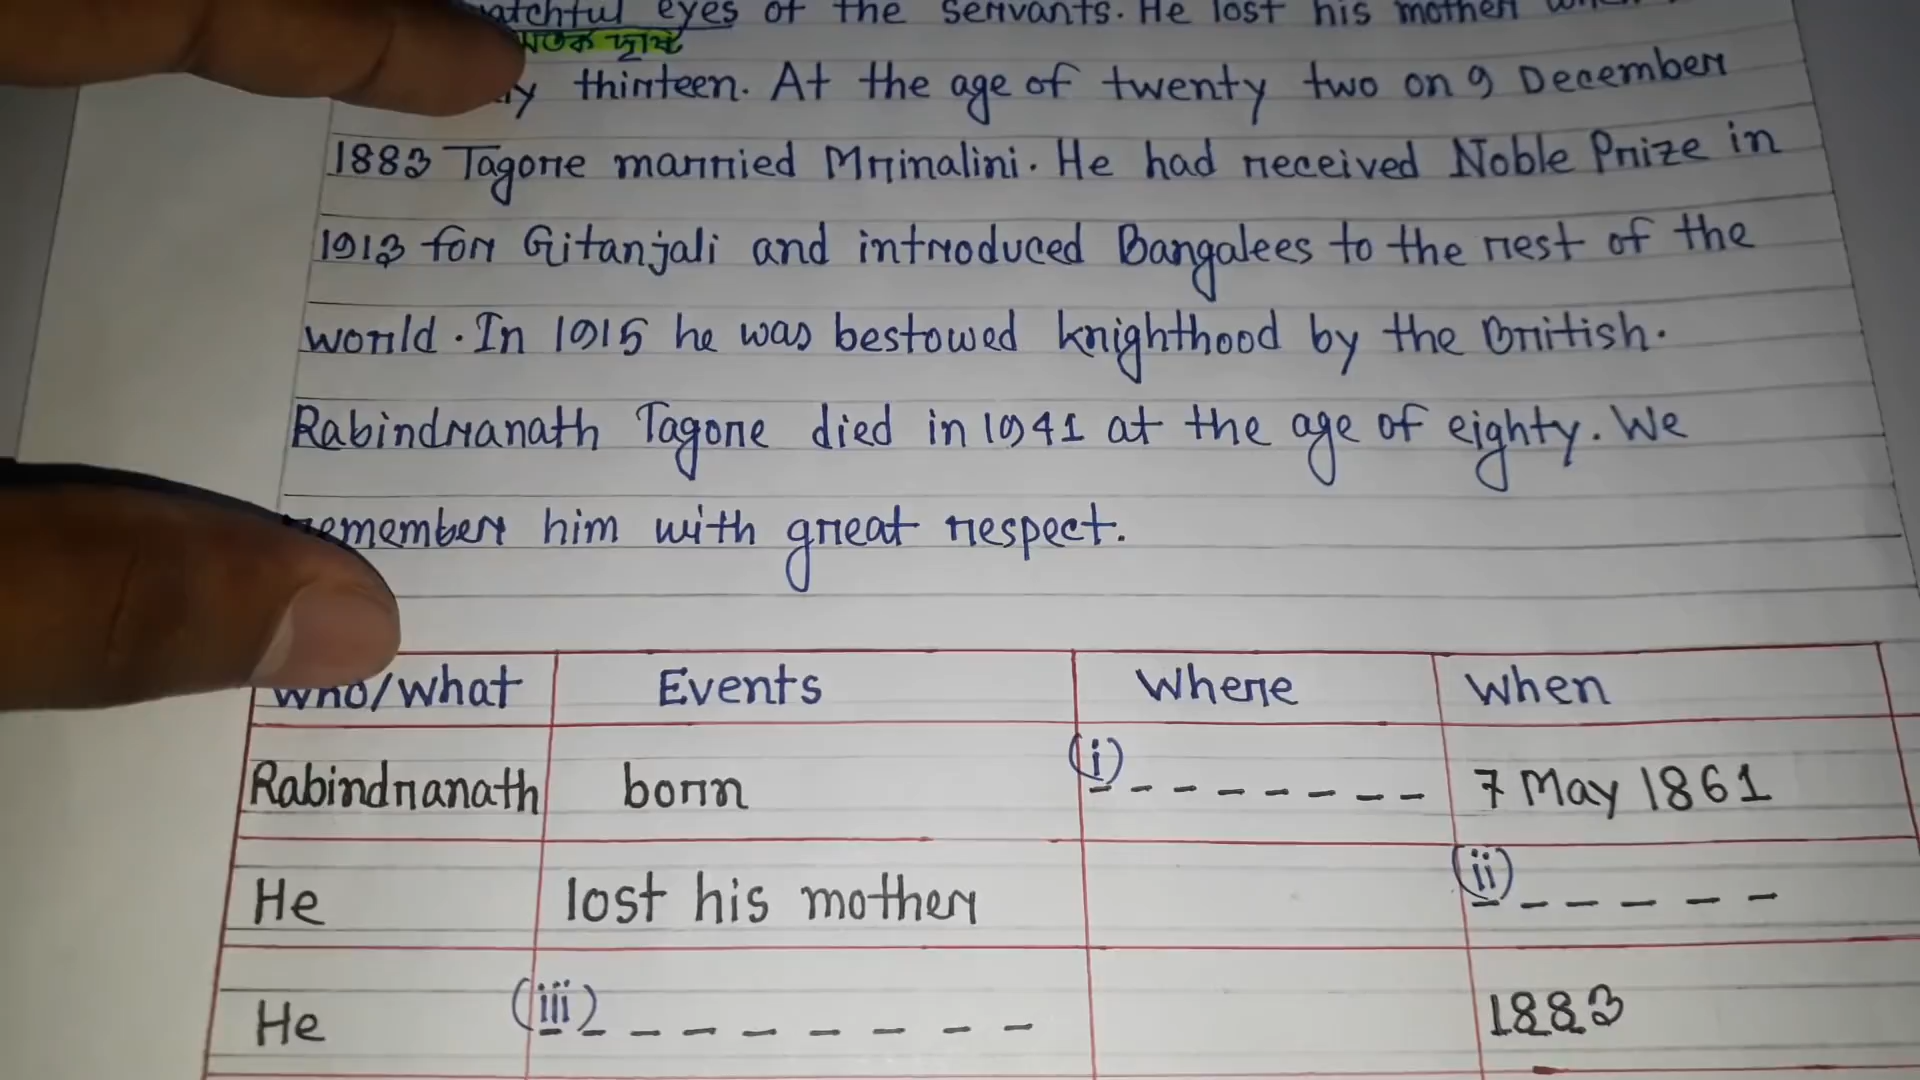 eyes of the servants. He lost his mother
সতর্ক দৃষ্টি
thirteen. At the age of twenty two on 9 December
1883 Tagore married Mrinalini. He had received Noble Prize in
1913 for Gitanjali and introduced Bangalees to the rest of the
world. In 1915 he was bestowed knighthood by the British.
Rabindranath Tagore died in 1941 at the age of eighty. We
remember him with great respect.
Who/What Events Where When
Rabindranath born (i) -------- 7 May 1861
He lost his mother (ii) ------
He (iii) -------- 1883